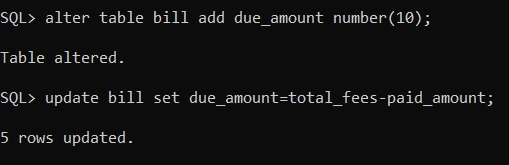 SQL> alter table bill add due_amount number(10);
Table altered.
SQL> update bill set due_amount=total_fees-paid_amount;
5 rows updated.